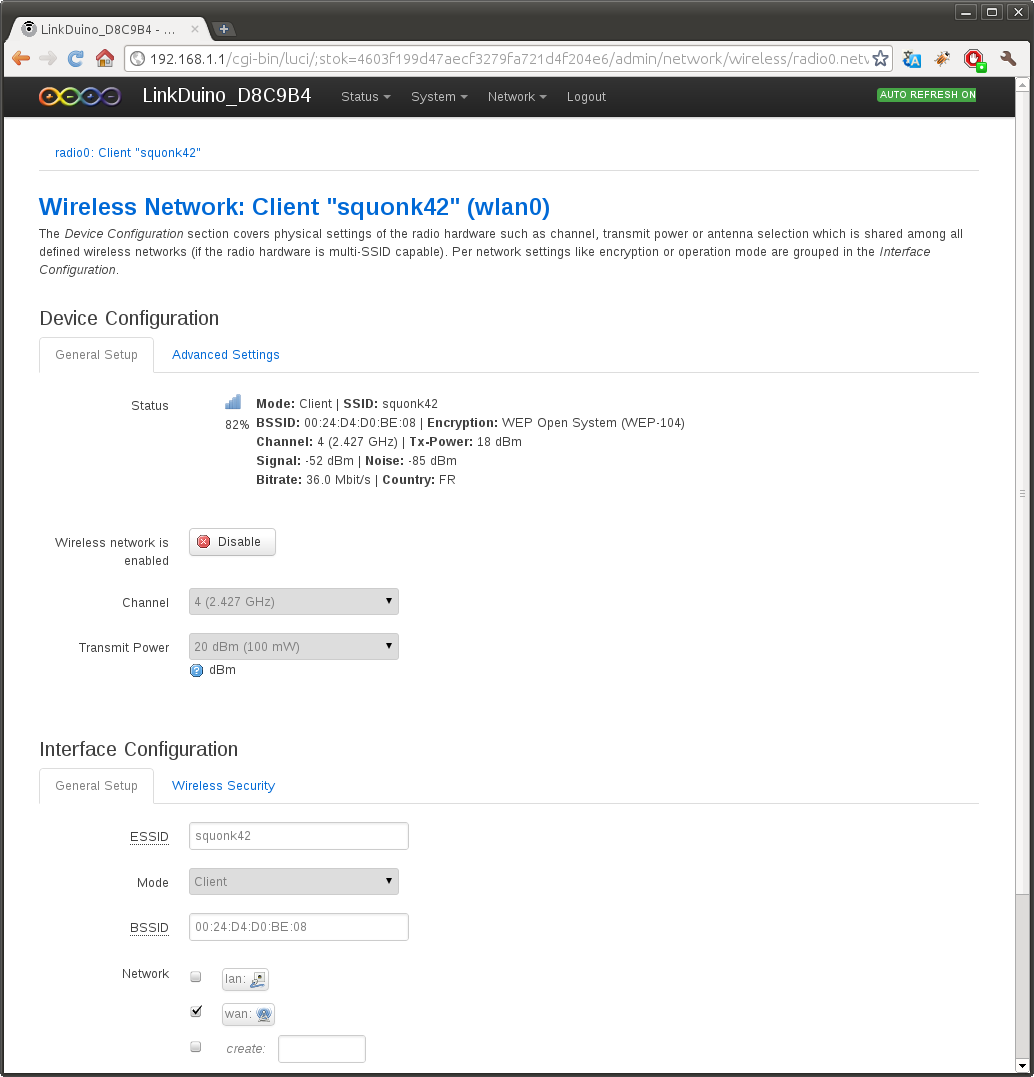 LinkDuino_D8C9B4 - ...
192.168.1.1/cgi-bin/luci/;stok=4603f199d47aecf3279fa721d4f204e6/admin/network/wireless/radio0.netw
LinkDuino_D8C9B4 Status System Network Logout AUTO REFRESH ON
radio0: Client "squonk42"
Wireless Network: Client "squonk42" (wlan0)
The Device Configuration section covers physical settings of the radio hardware such as channel, transmit power or antenna selection which is shared among all
defined wireless networks (if the radio hardware is multi-SSID capable). Per network settings like encryption or operation mode are grouped in the Interface
Configuration.
Device Configuration
General Setup Advanced Settings
Status
82%
Mode: Client | SSID: squonk42
BSSID: 00:24:D4:D0:BE:08 | Encryption: WEP Open System (WEP-104)
Channel: 4 (2.427 GHz) | Tx-Power: 18 dBm
Signal: -52 dBm | Noise: -85 dBm
Bitrate: 36.0 Mbit/s | Country: FR
Wireless network is
enabled
Disable
Channel 4 (2.427 GHz)
Transmit Power 20 dBm (100 mW)
dBm
Interface Configuration
General Setup Wireless Security
ESSID squonk42
Mode Client
BSSID 00:24:D4:D0:BE:08
Network lan:
wan:
create: